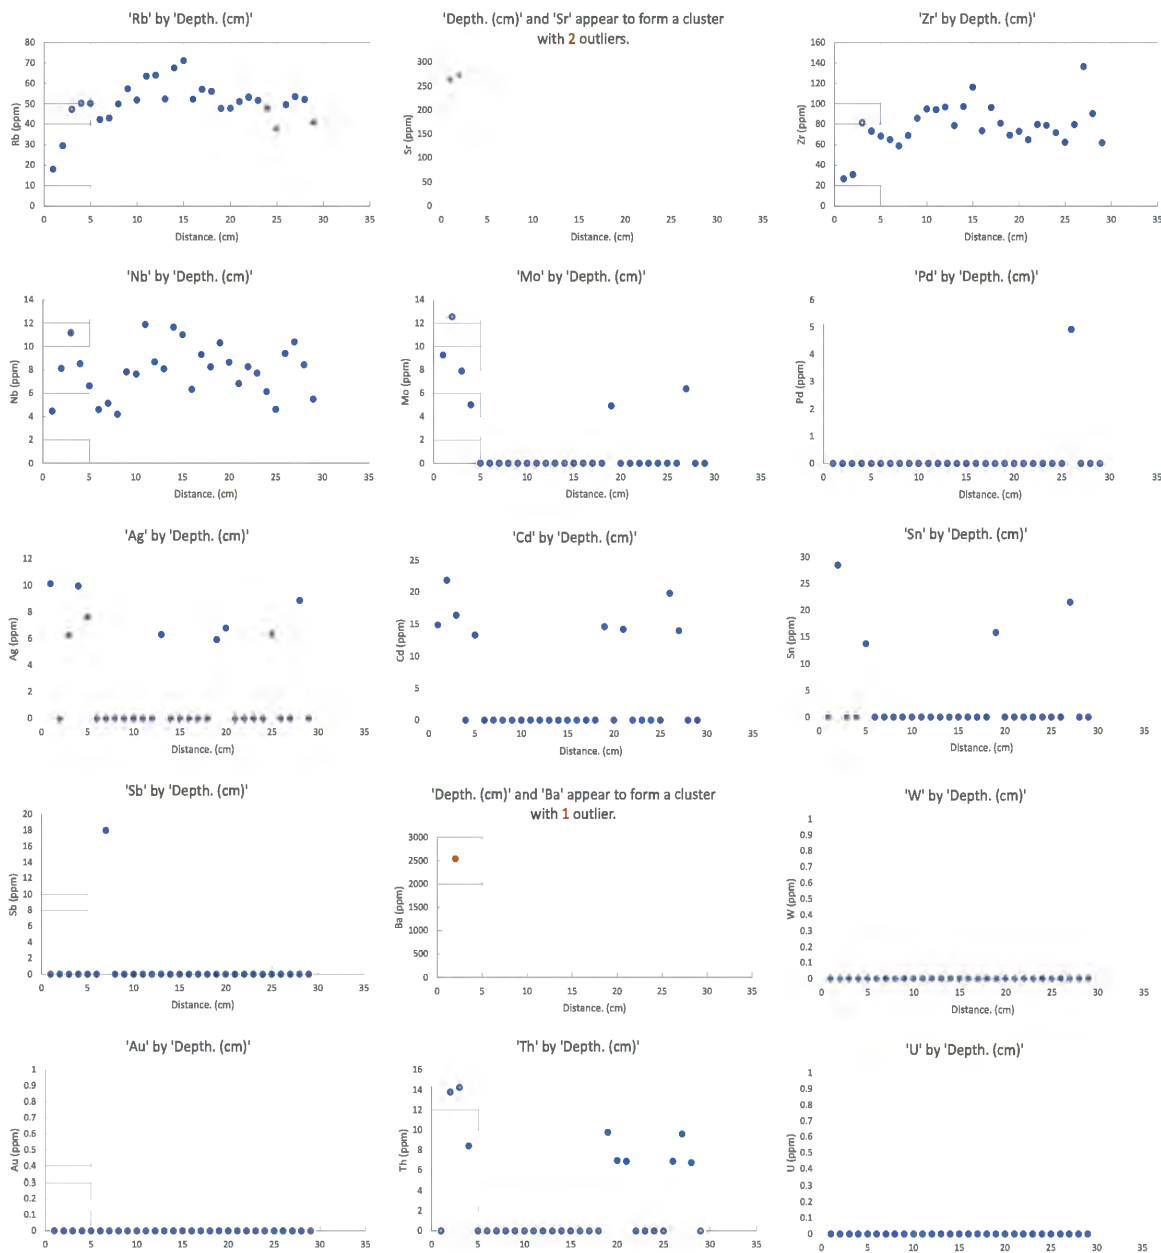 'Rb' by 'Depth. (cm)'
80
70
60
50
40
30
20
10
0
Rb (ppm)
0 5 10 15 20 25 30 35
Distance. (cm)
'Depth. (cm)' and 'Sr' appear to form a cluster
with 2 outliers.
300
250
200
150
100
50
0
Sr (ppm)
0 5 10 15 20 25 30 35
Distance. (cm)
'Zr' by Depth. (cm)'
160
140
120
100
80
60
40
20
0
Zr (ppm)
0 5 10 15 20 25 30 35
Distance. (cm)
'Nb' by 'Depth. (cm)'
14
12
10
8
6
4
2
0
Nb (ppm)
0 5 10 15 20 25 30 35
Distance. (cm)
'Mo' by 'Depth. (cm)'
14
12
10
8
6
4
2
0
Mo (ppm)
0 5 10 15 20 25 30 35
Distance. (cm)
'Pd' by 'Depth. (cm)'
6
5
4
3
2
1
0
Pd (ppm)
0 5 10 15 20 25 30 35
Distance. (cm)
'Ag' by 'Depth. (cm)'
12
10
8
6
4
2
0
Ag (ppm)
0 5 10 15 20 25 30 35
Distance. (cm)
'Cd' by 'Depth. (cm)'
25
20
15
10
5
0
Cd (ppm)
0 5 10 15 20 25 30 35
Distance. (cm)
'Sn' by 'Depth. (cm)'
30
25
20
15
10
5
0
Sn (ppm)
0 5 10 15 20 25 30 35
Distance. (cm)
'Sb' by 'Depth. (cm)'
20
18
16
14
12
10
8
6
4
2
0
Sb (ppm)
0 5 10 15 20 25 30 35
Distance. (cm)
'Depth. (cm)' and 'Ba' appear to form a cluster
with 1 outlier.
3000
2500
2000
1500
1000
500
0
Ba (ppm)
0 5 10 15 20 25 30 35
Distance. (cm)
'W' by 'Depth. (cm)'
1
0.9
0.8
0.7
0.6
0.5
0.4
0.3
0.2
0.1
0
W (ppm)
0 5 10 15 20 25 30 35
Distance. (cm)
'Au' by 'Depth. (cm)'
1
0.9
0.8
0.7
0.6
0.5
0.4
0.3
0.2
0.1
0
Au (ppm)
0 5 10 15 20 25 30 35
'Th' by 'Depth. (cm)'
16
14
12
10
8
6
4
2
0
Th (ppm)
0 5 10 15 20 25 30 35
'U' by 'Depth. (cm)'
1
0.9
0.8
0.7
0.6
0.5
0.4
0.3
0.2
0.1
0
U (ppm)
0 5 10 15 20 25 30 35